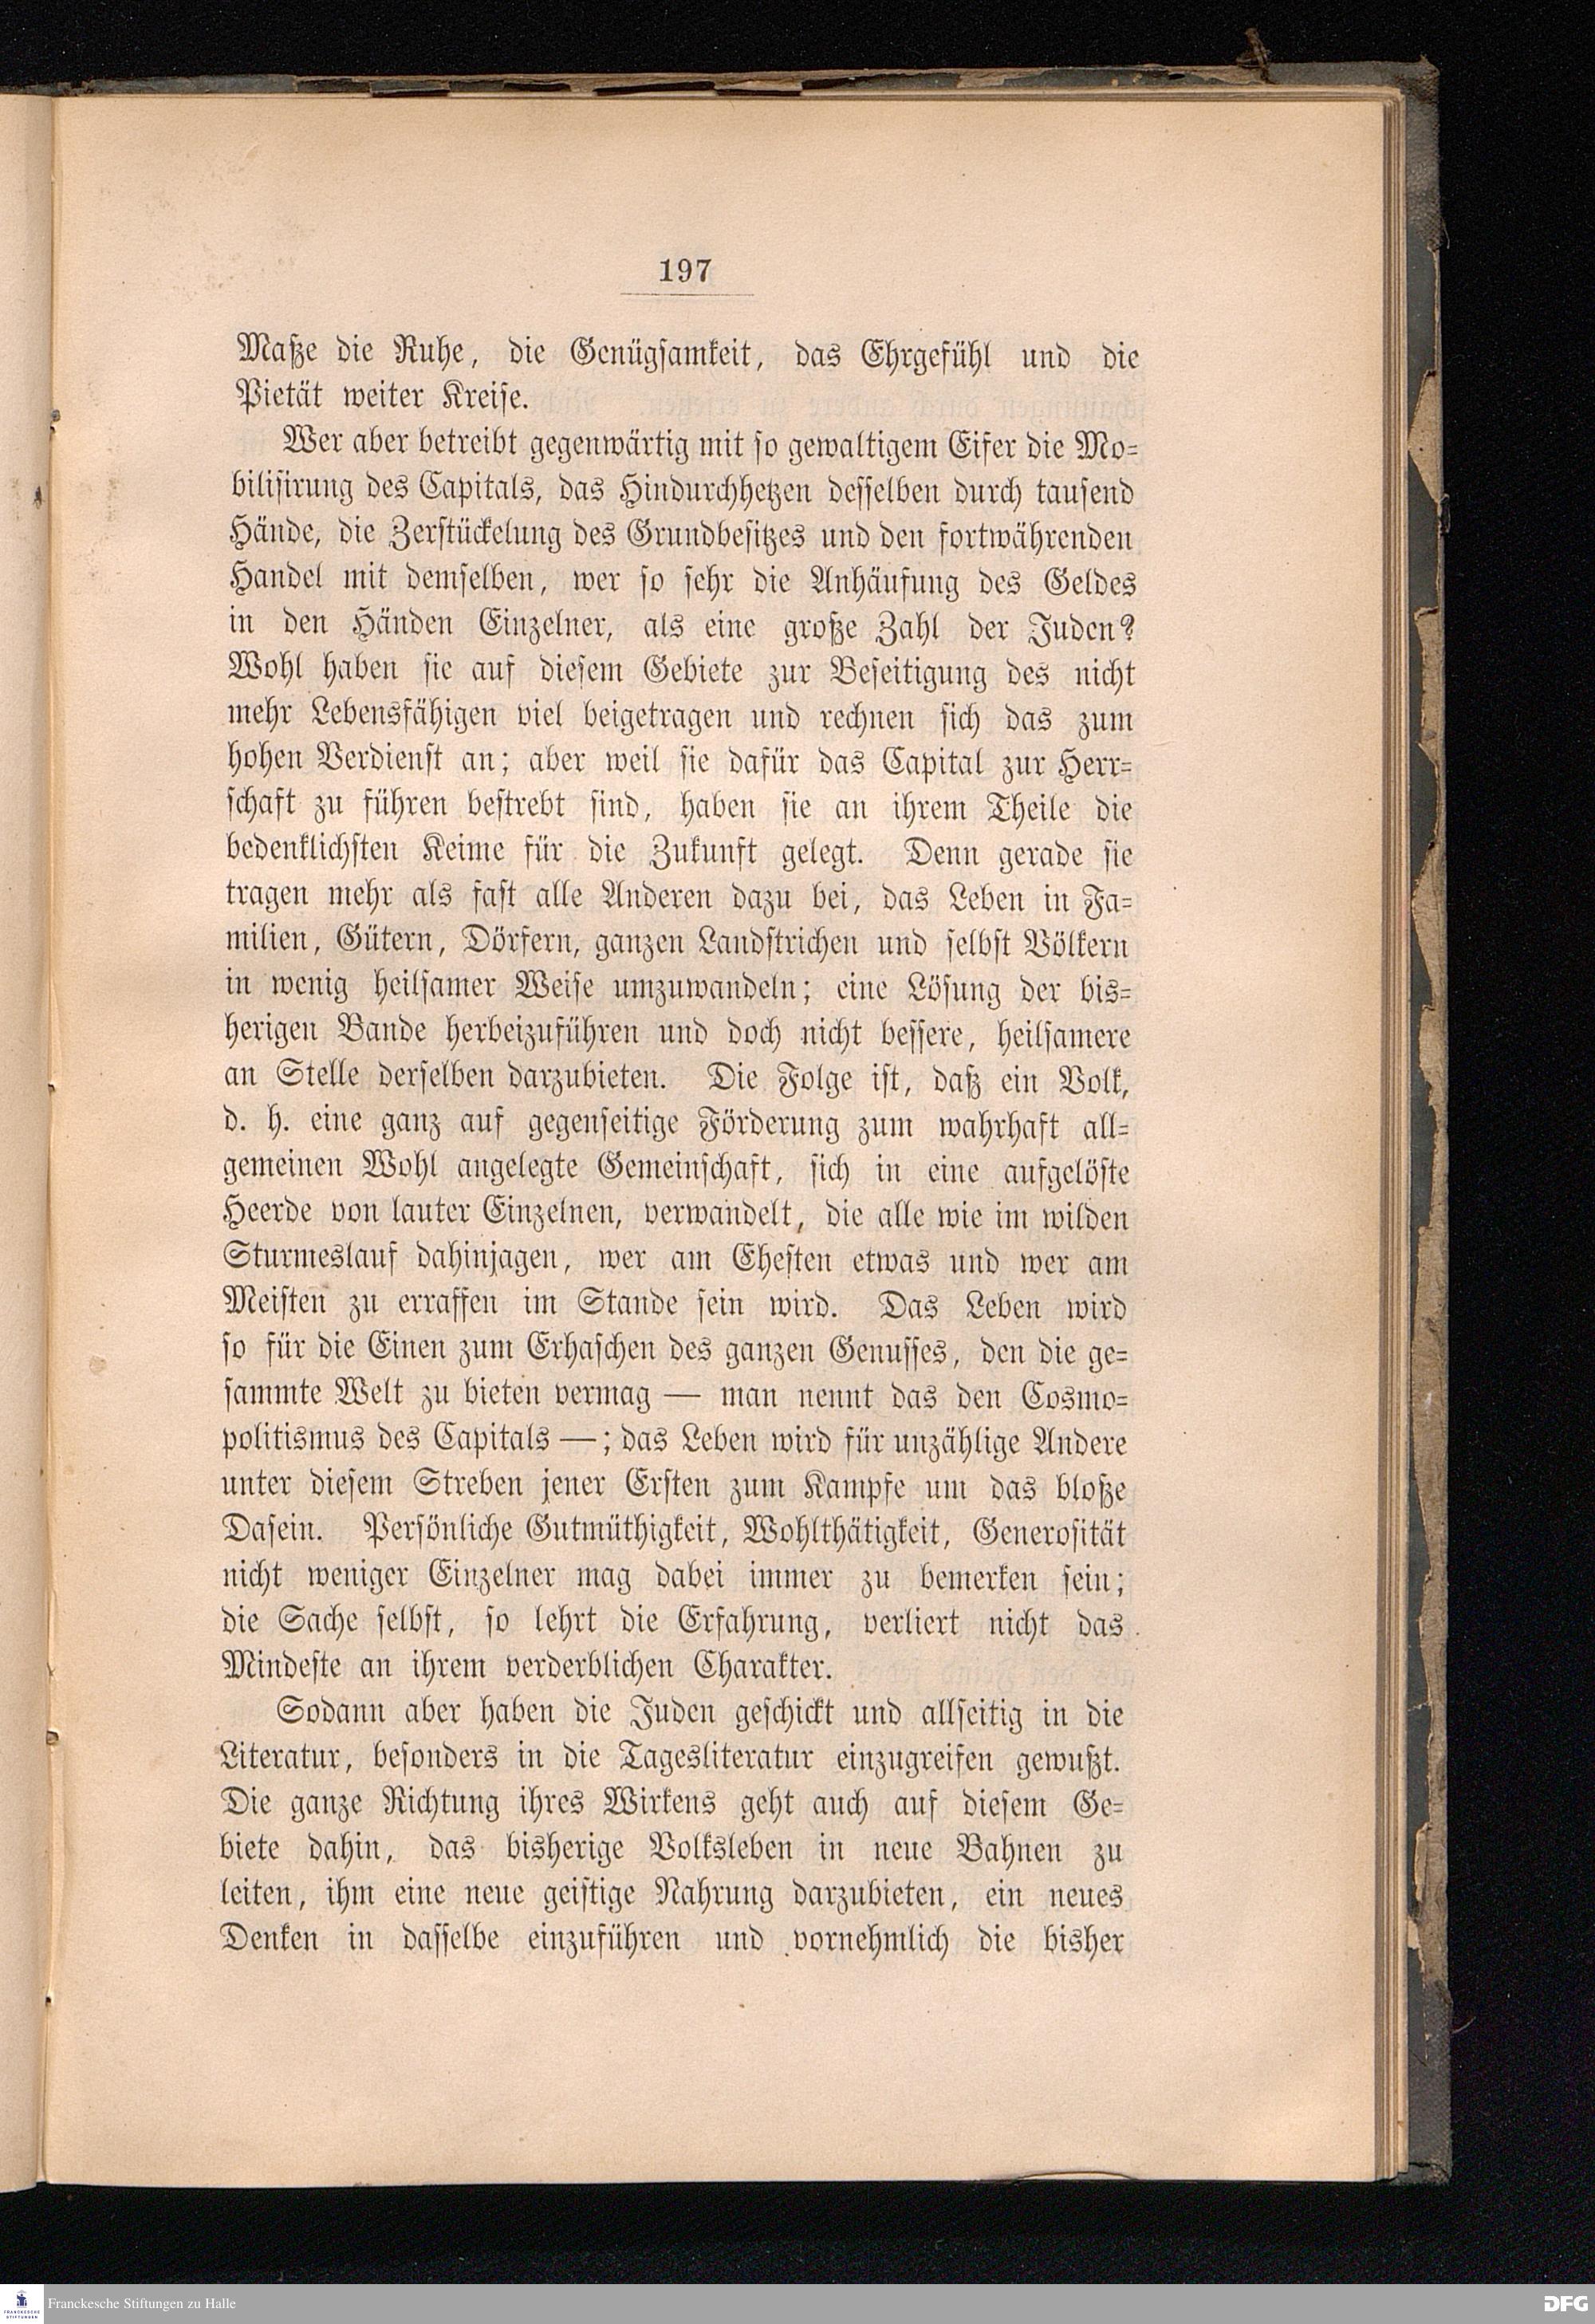 197
Maße die Ruhe, die Genügsamkeit, das Ehrgefühl und die
Pietät weiter Kreise.
Wer aber betreibt gegenwärtig mit so gewaltigem Eifer die Mo-
bilisirung des Capitals, das Hindurchhetzen desselben durch tausend
Hände, die Zerstückelung des Grundbesitzes und den fortwährenden
Handel mit demselben, wer so sehr die Anhäufung des Geldes
in den Händen Einzelner, als eine große Zahl der Juden?
Wohl haben sie auf diesem Gebiete zur Beseitigung des nicht
mehr Lebensfähigen viel beigetragen und rechnen sich das zum
hohen Verdienst an; aber weil sie dafür das Capital zur Herr-
schaft zu führen bestrebt sind, haben sie an ihrem Theile die
bedenklichsten Keime für die Zukunft gelegt. Denn gerade sie
tragen mehr als fast alle Anderen dazu bei, das Leben in Fa-
milien, Gütern, Dörfern, ganzen Landstrichen und selbst Völkern
in wenig heilsamer Weise umzuwandeln; eine Lösung der bis-
herigen Bande herbeizuführen und doch nicht bessere, heilsamere
an Stelle derselben darzubieten. Die Folge ist, daß ein Volk,
d. h. eine ganz auf gegenseitige Förderung zum wahrhaft all-
gemeinen Wohl angelegte Gemeinschaft, sich in eine aufgelöste
Heerde von lauter Einzelnen, verwandelt, die alle wie im wilden
Sturmeslauf dahinjagen, wer am Ehesten etwas und wer am
Meisten zu erraffen im Stande sein wird. Das Leben wird
so für die Einen zum Erhaschen des ganzen Genusses, den die ge-
sammte Welt zu bieten vermag — man nennt das den Cosmo-
politismus des Capitals —; das Leben wird für unzählige Andere
unter diesem Streben jener Ersten zum Kampfe um das bloße
Dasein. Persönliche Gutmüthigkeit, Wohlthätigkeit, Generosität
nicht weniger Einzelner mag dabei immer zu bemerken sein;
die Sache selbst, so lehrt die Erfahrung, verliert nicht das
Mindeste an ihrem verderblichen Charakter.
Sodann aber haben die Juden geschickt und allseitig in die
Literatur, besonders in die Tagesliteratur einzugreifen gewußt.
Die ganze Richtung ihres Wirkens geht auch auf diesem Ge-
biete dahin, das bisherige Volksleben in neue Bahnen zu
leiten, ihm eine neue geistige Nahrung darzubieten, ein neues
Denken in dasselbe einzuführen und vornehmlich die bisher
FRANCKESCHE
STIFTUNGEN
Franckesche Stiftungen zu Halle
DFG